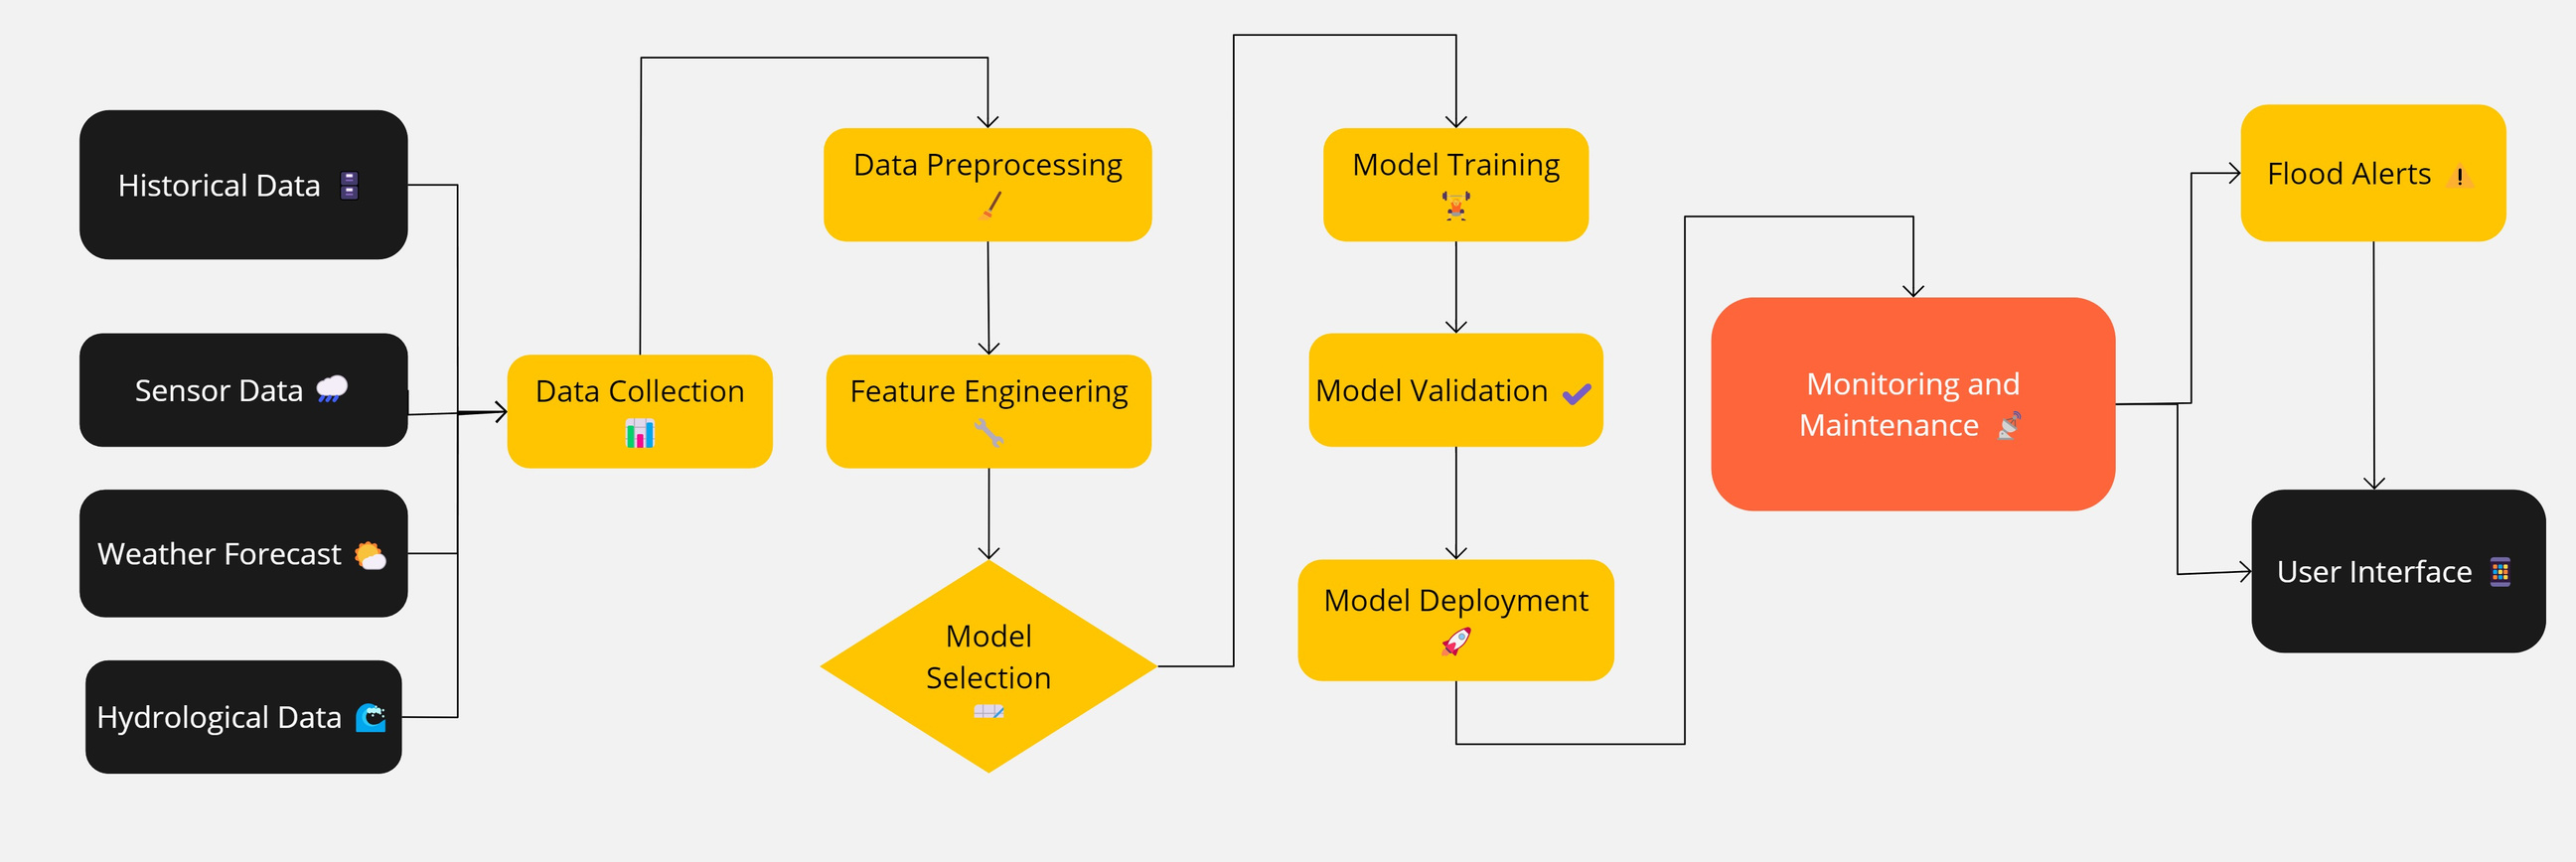 Historical Data
Sensor Data
Weather Forecast
Hydrological Data
Data Collection
Data Preprocessing
Feature Engineering
Model
Selection
Model Training
Model Validation
Model Deployment
Monitoring and
Maintenance
Flood Alerts
User Interface